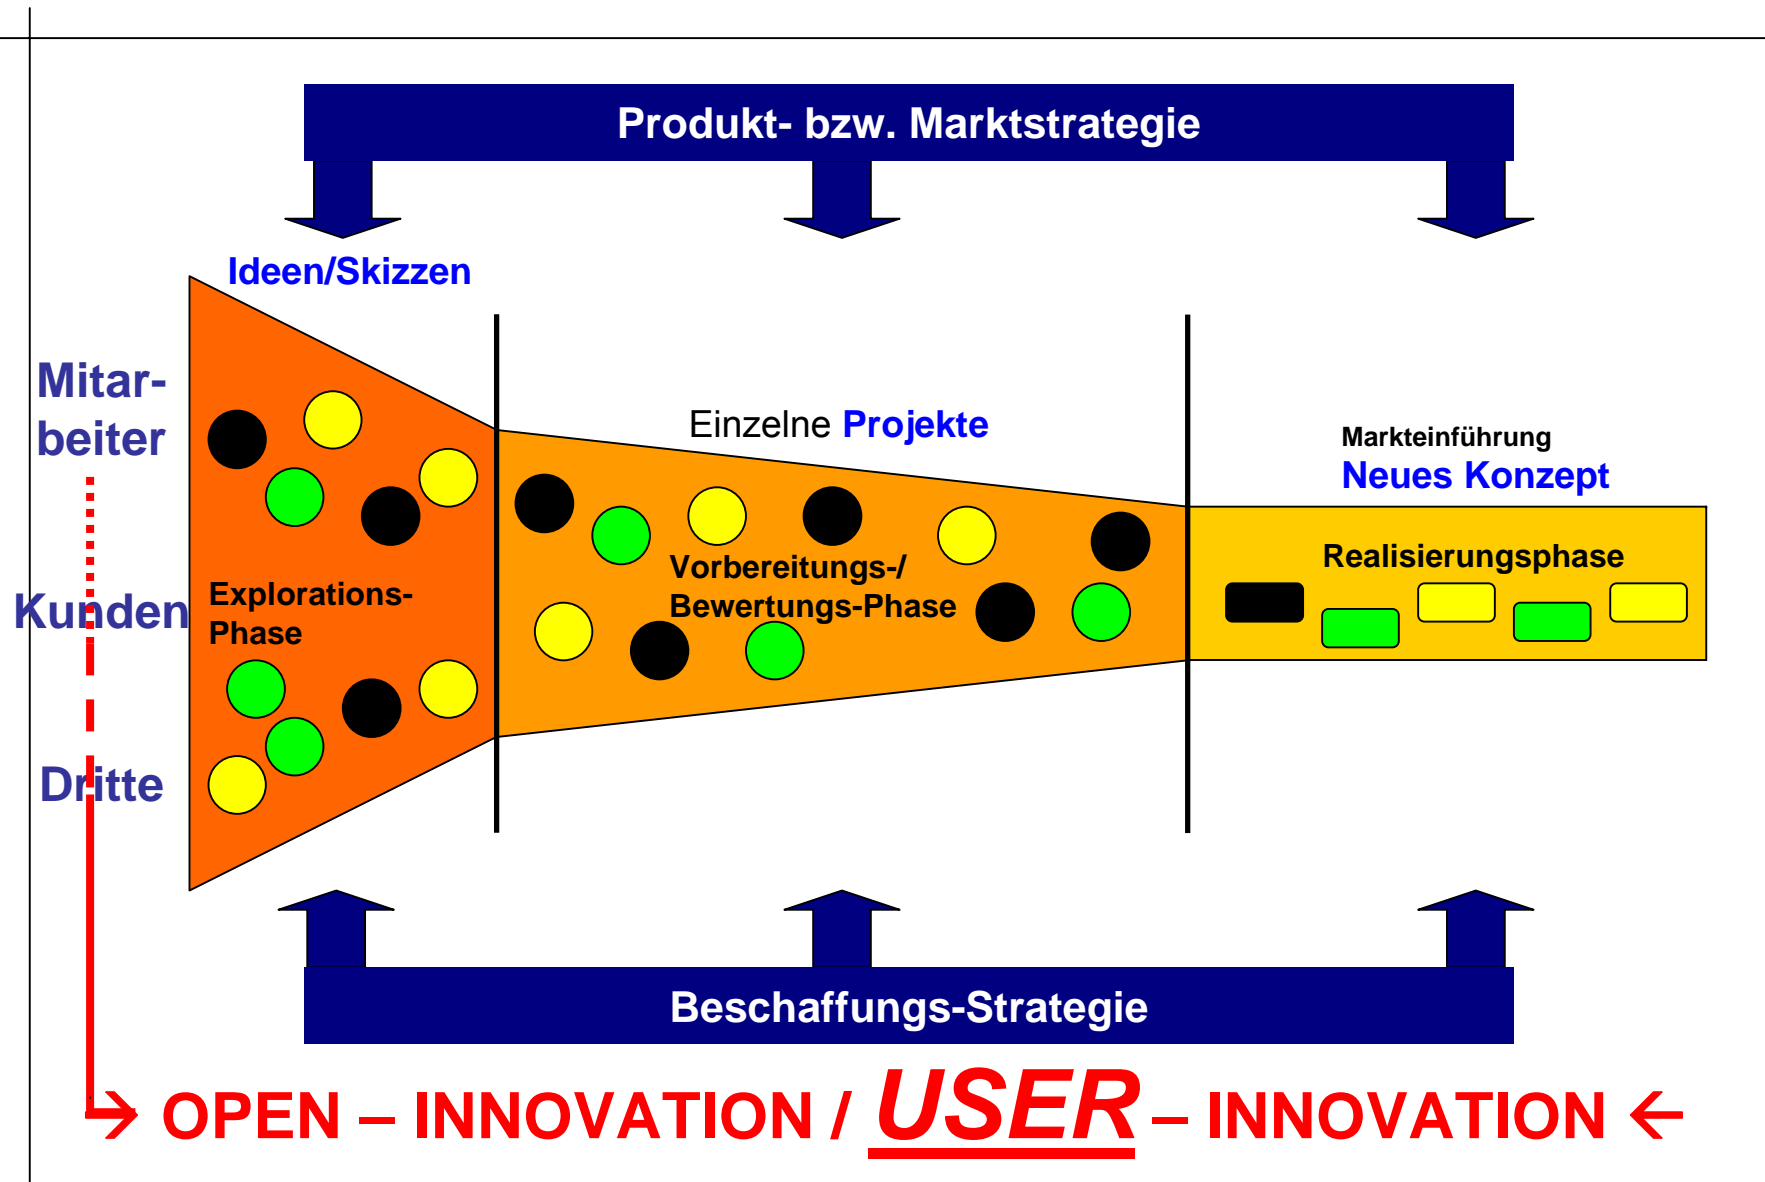 Produkt- bzw. Marktstrategie
Ideen/Skizzen
Mitar-
beiter
Einzelne Projekte
Markteinführung
Neues Konzept
Kunden
Explorations-
Phase
Vorbereitungs-/
Bewertungs-Phase
Realisierungsphase
Dritte
Beschaffungs-Strategie
→ OPEN – INNOVATION / USER – INNOVATION ←